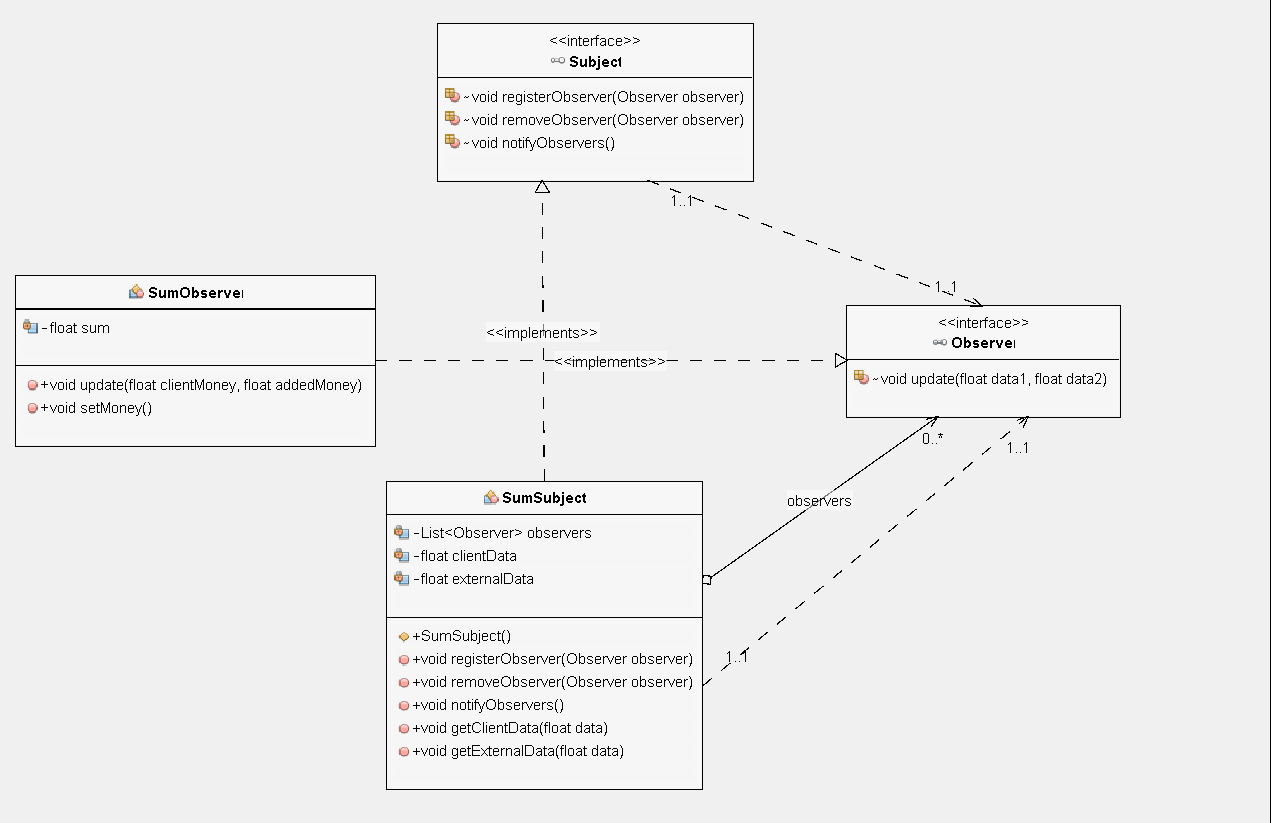 <<interface>>
Subject
~void registerObserver(Observer observer)
~void removeObserver(Observer observer)
~void notifyObservers()
1..1
1..1
SumObserver
-float sum
+void update(float clientMoney, float addedMoney)
+void setMoney()
<<implements>>
<<implements>>
<<interface>>
Observer
~void update(float data1, float data2)
0..*
1..1
observers
1..1
SumSubject
-List<Observer> observers
-float clientData
-float externalData
+SumSubject()
+void registerObserver(Observer observer)
+void removeObserver(Observer observer)
+void notifyObservers()
+void getClientData(float data)
+void getExternalData(float data)